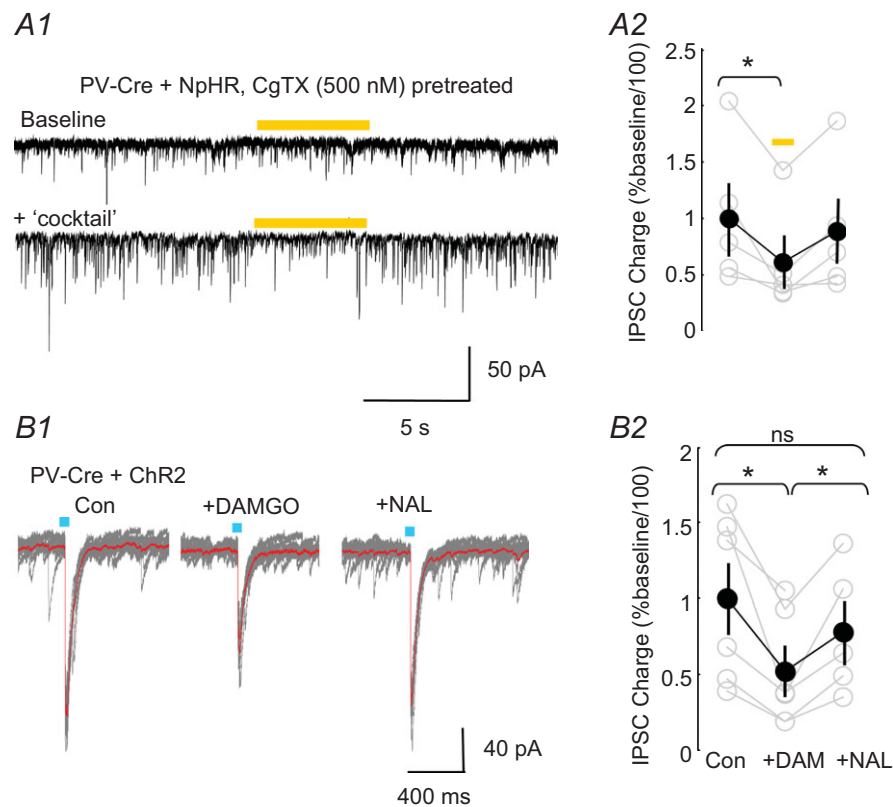 A1
PV-Cre + NpHR, CgTX (500 nM) pretreated
Baseline
+ 'cocktail'
50 pA
5 s
A2
IPSC Charge (%baseline/100)
2.5
2
1.5
1
0.5
0
*
B1
PV-Cre + ChR2
Con
+DAMGO
+NAL
40 pA
400 ms
B2
IPSC Charge (%baseline/100)
2
1.5
1
0.5
0
ns
* *
Con +DAM +NAL